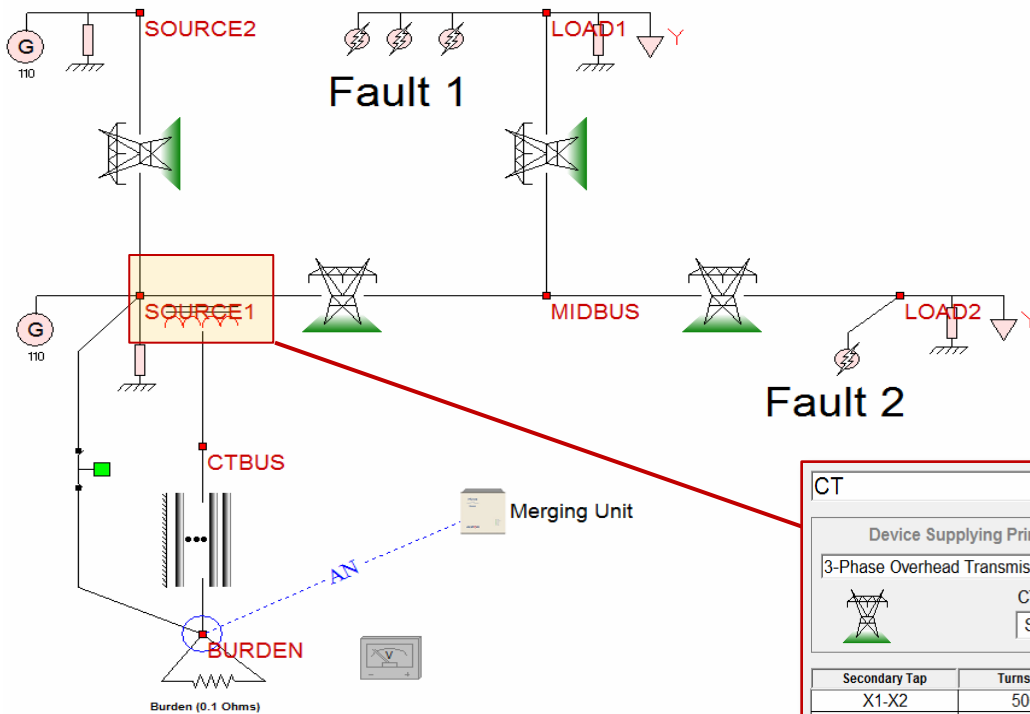 G
110
SOURCE2
LOAD1
Y
Fault 1
G
110
SOURCE1
MIDBUS
LOAD2
Y
Fault 2
CTBUS
Merging Unit
AN
BURDEN
V
Burden (0.1 Ohms)
CT
Device Supplying Pri
3-Phase Overhead Transmis
C
S
Secondary Tap Turns
X1-X2 50